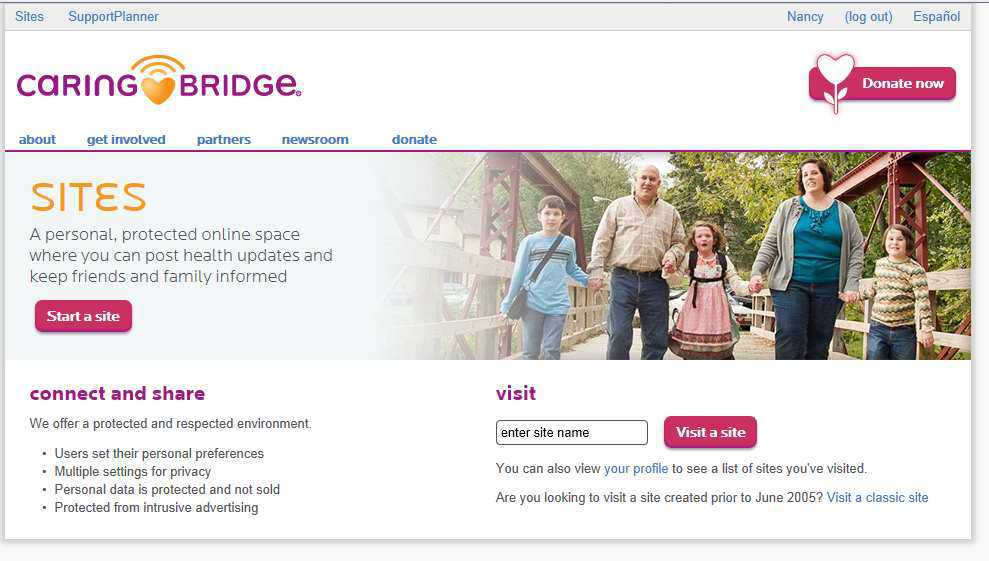 Sites SupportPlanner Nancy (log out) Español
CARINGBRIDGE®
Donate now
about get involved partners newsroom donate
SITES
A personal, protected online space
where you can post health updates and
keep friends and family informed
Start a site
connect and share
We offer a protected and respected environment.
• Users set their personal preferences
• Multiple settings for privacy
• Personal data is protected and not sold
• Protected from intrusive advertising
visit
enter site name Visit a site
You can also view your profile to see a list of sites you've visited.
Are you looking to visit a site created prior to June 2005? Visit a classic site